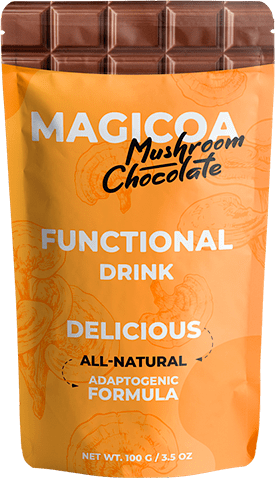 MAGICOA
Mushroom
Chocolate
FUNCTIONAL
DRINK
DELICIOUS
ALL-NATURAL
ADAPTOGENIC
FORMULA
NET WT. 100 G / 3.5 OZ